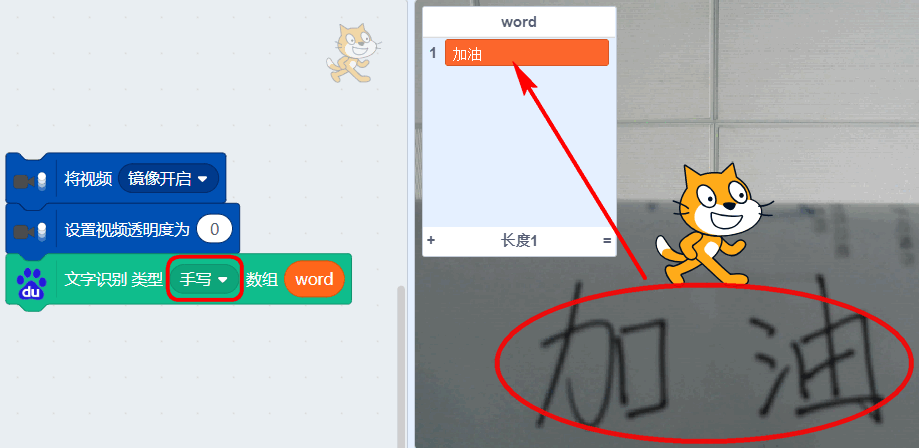 将视频 镜像开启
设置视频透明度为 0
du 文字识别 类型 手写 数组 word
word
1 加油
+ 长度1 =
加油